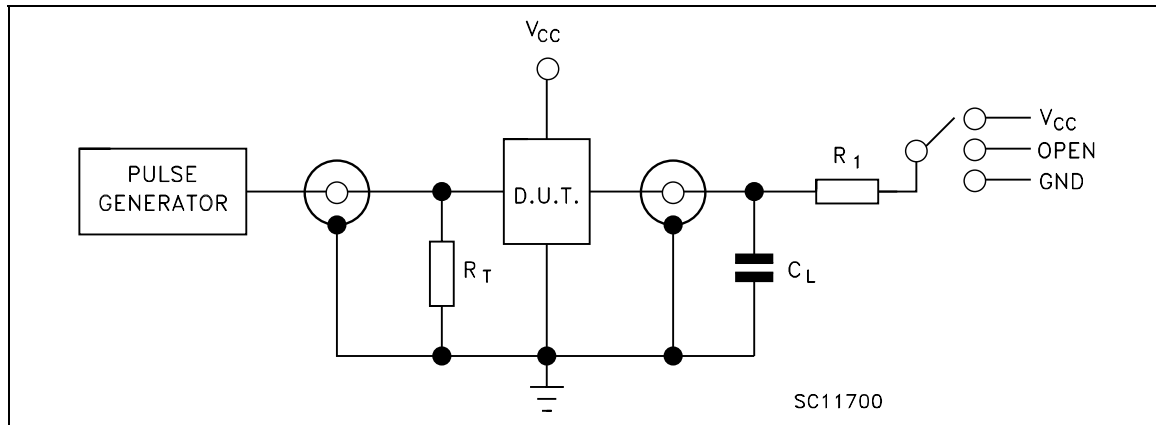 VCC
PULSE
GENERATOR
D.U.T.
RT
CL
R1
VCC
OPEN
GND
SC11700